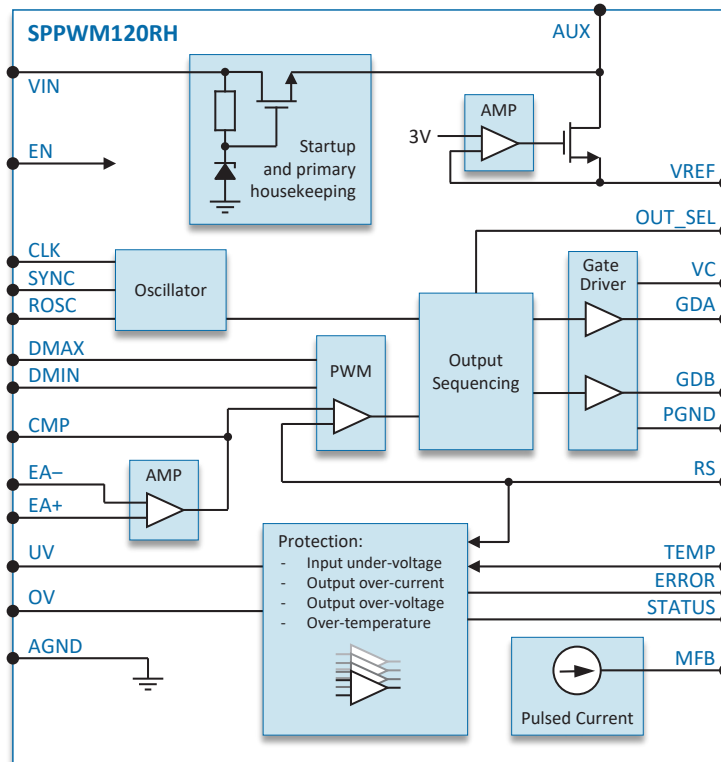 SPPWM120RH
AUX
VIN
Startup
and primary
housekeeping
AMP
3V
EN
VREF
OUT_SEL
CLK
SYNC
ROSC
Oscillator
Gate
Driver
VC
GDA
DMAX
DMIN
PWM
Output
Sequencing
GDB
PGND
CMP
EA–
EA+
AMP
RS
UV
OV
AGND
Protection:
- Input under-voltage
- Output over-current
- Output over-voltage
- Over-temperature
TEMP
ERROR
STATUS
MFB
Pulsed Current